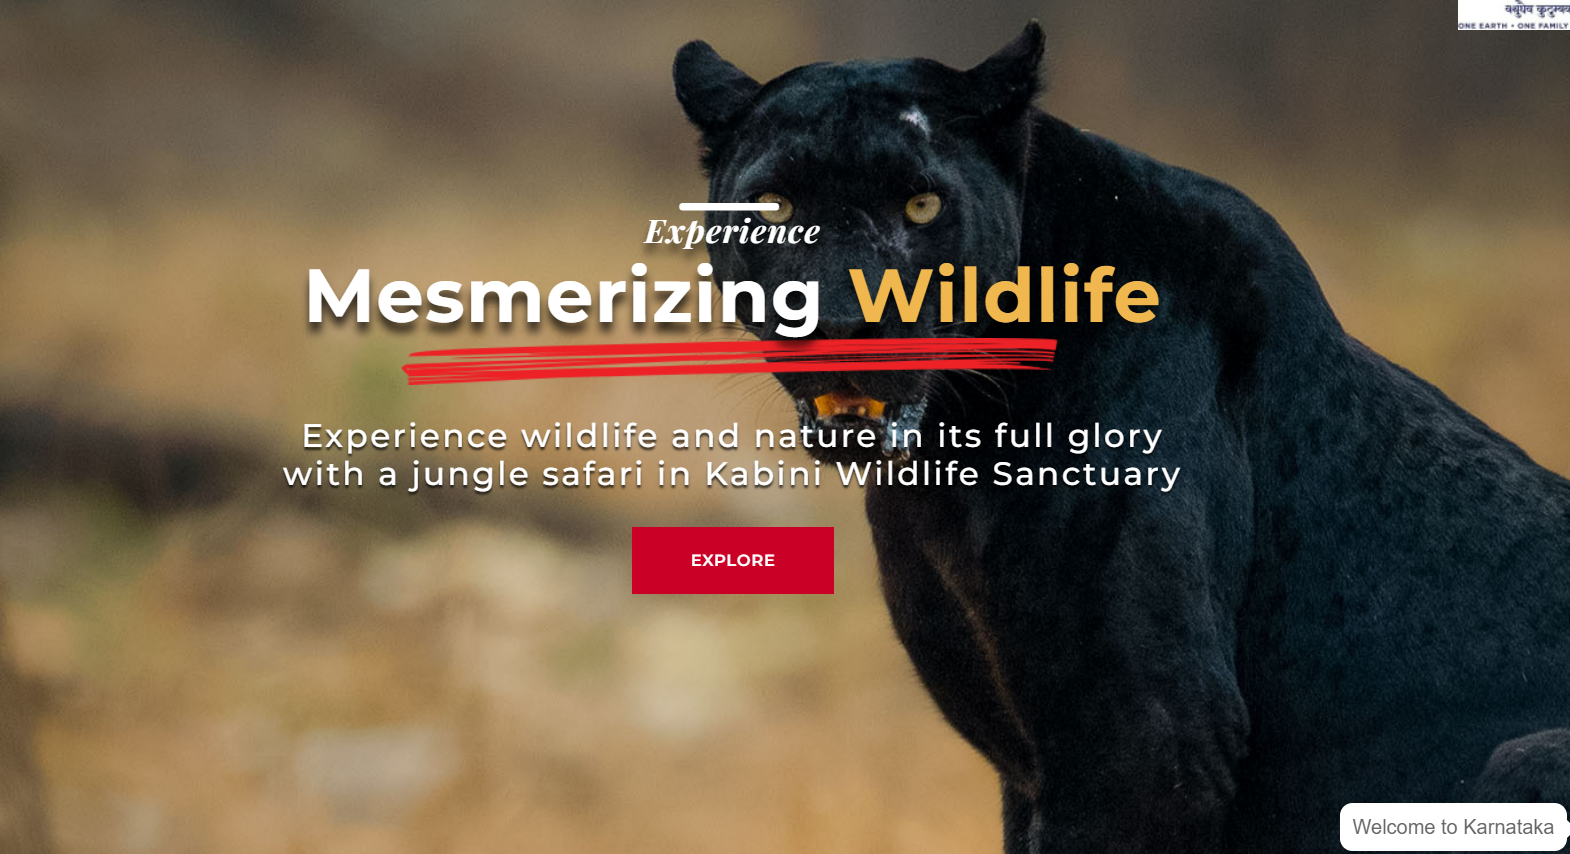 वसुधैव
ONE EARTH • ONE FAMILY
Experience
Mesmerizing Wildlife
Experience wildlife and nature in its full glory
with a jungle safari in Kabini Wildlife Sanctuary
EXPLORE
Welcome to Karnataka